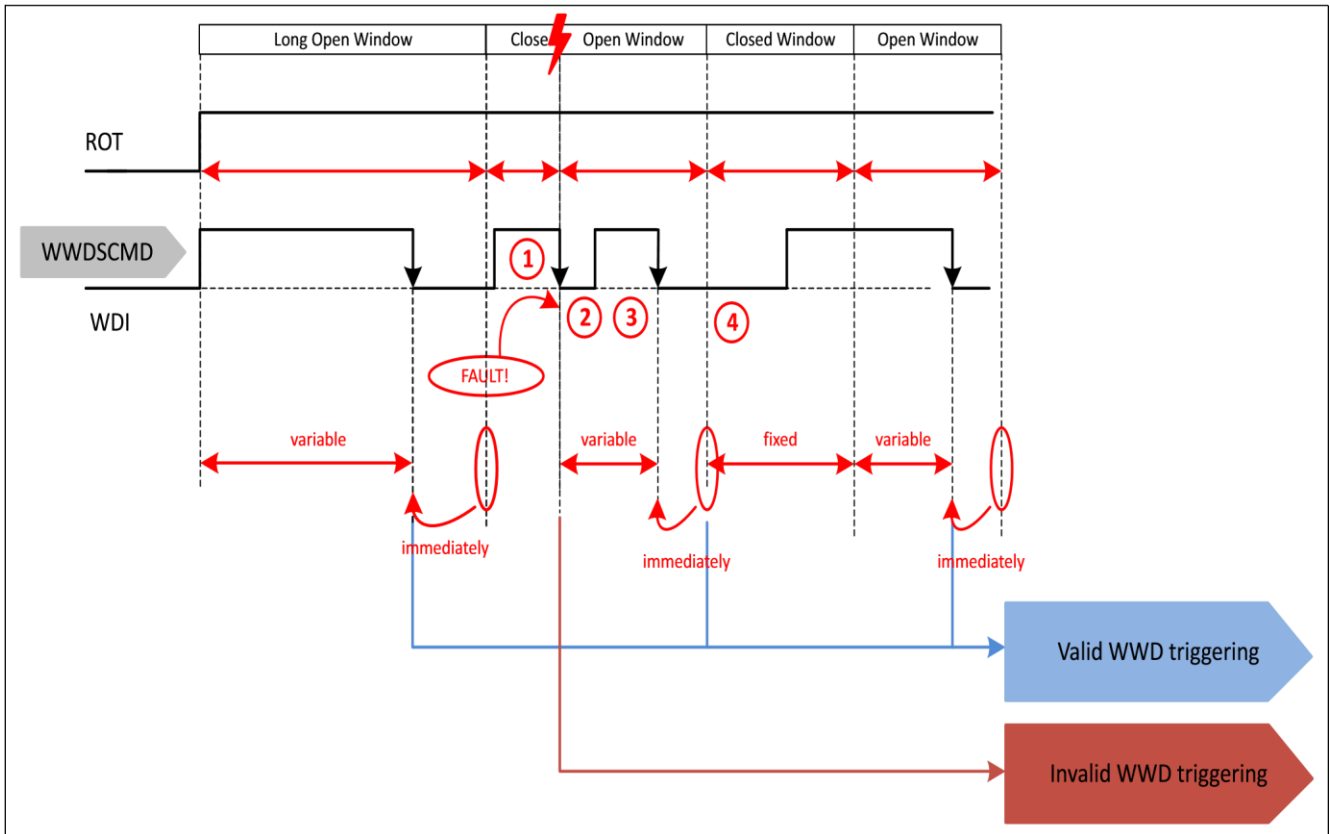 Long Open Window
Close
Open Window
Closed Window
Open Window
ROT
WWDSCMD
WDI
1
2
3
4
FAULT!
variable
variable
fixed
variable
immediately
immediately
immediately
Valid WWD triggering
Invalid WWD triggering